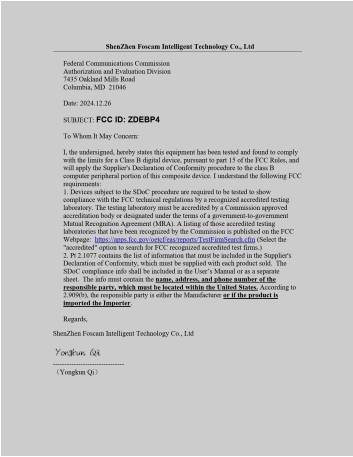 ShenZhen Foscam Intelligent Technology Co., Ltd
Federal Communications Commission
Authorization and Evaluation Division
7435 Oakland Mills Road
Columbia, MD 21046
Date: 2024.12.26
SUBJECT: FCC ID: ZDEBP4
To Whom It May Concern:
I, the undersigned, hereby states this equipment has been tested and found to comply
with the limits for a Class B digital device, pursuant to part 15 of the FCC Rules, and
will apply the Supplier's Declaration of Conformity procedure to the class B
computer peripheral portion of this composite device. I understand the following FCC
requirements:
1. Devices subject to the SDoC procedure are required to be tested to show
compliance with the FCC technical regulations by a recognized accredited testing
laboratory. The testing laboratory must be accredited by a Commission approved
accreditation body or designated under the terms of a government-to-government
Mutual Recognition Agreement (MRA). A listing of those accredited testing
laboratories that have been recognized by the Commission is published on the FCC
Webpage: https://apps.fcc.gov/oetcf/eas/reports/TestFirmSearch.cfm (Select the
"accredited" option to search for FCC recognized accredited test firms.)
2. Pt 2.1077 contains the list of information that must be included in the Supplier's
Declaration of Conformity, which must be supplied with each product sold. The
SDoC compliance info shall be included in the User's Manual or as a separate
sheet. The info must contain the name, address, and phone number of the
responsible party, which must be located within the United States. According to
2.909(b), the responsible party is either the Manufacturer or if the product is
imported the Importer.
Regards,
ShenZhen Foscam Intelligent Technology Co., Ltd
Yongkun Qi
------------------------------
（Yongkun Qi）